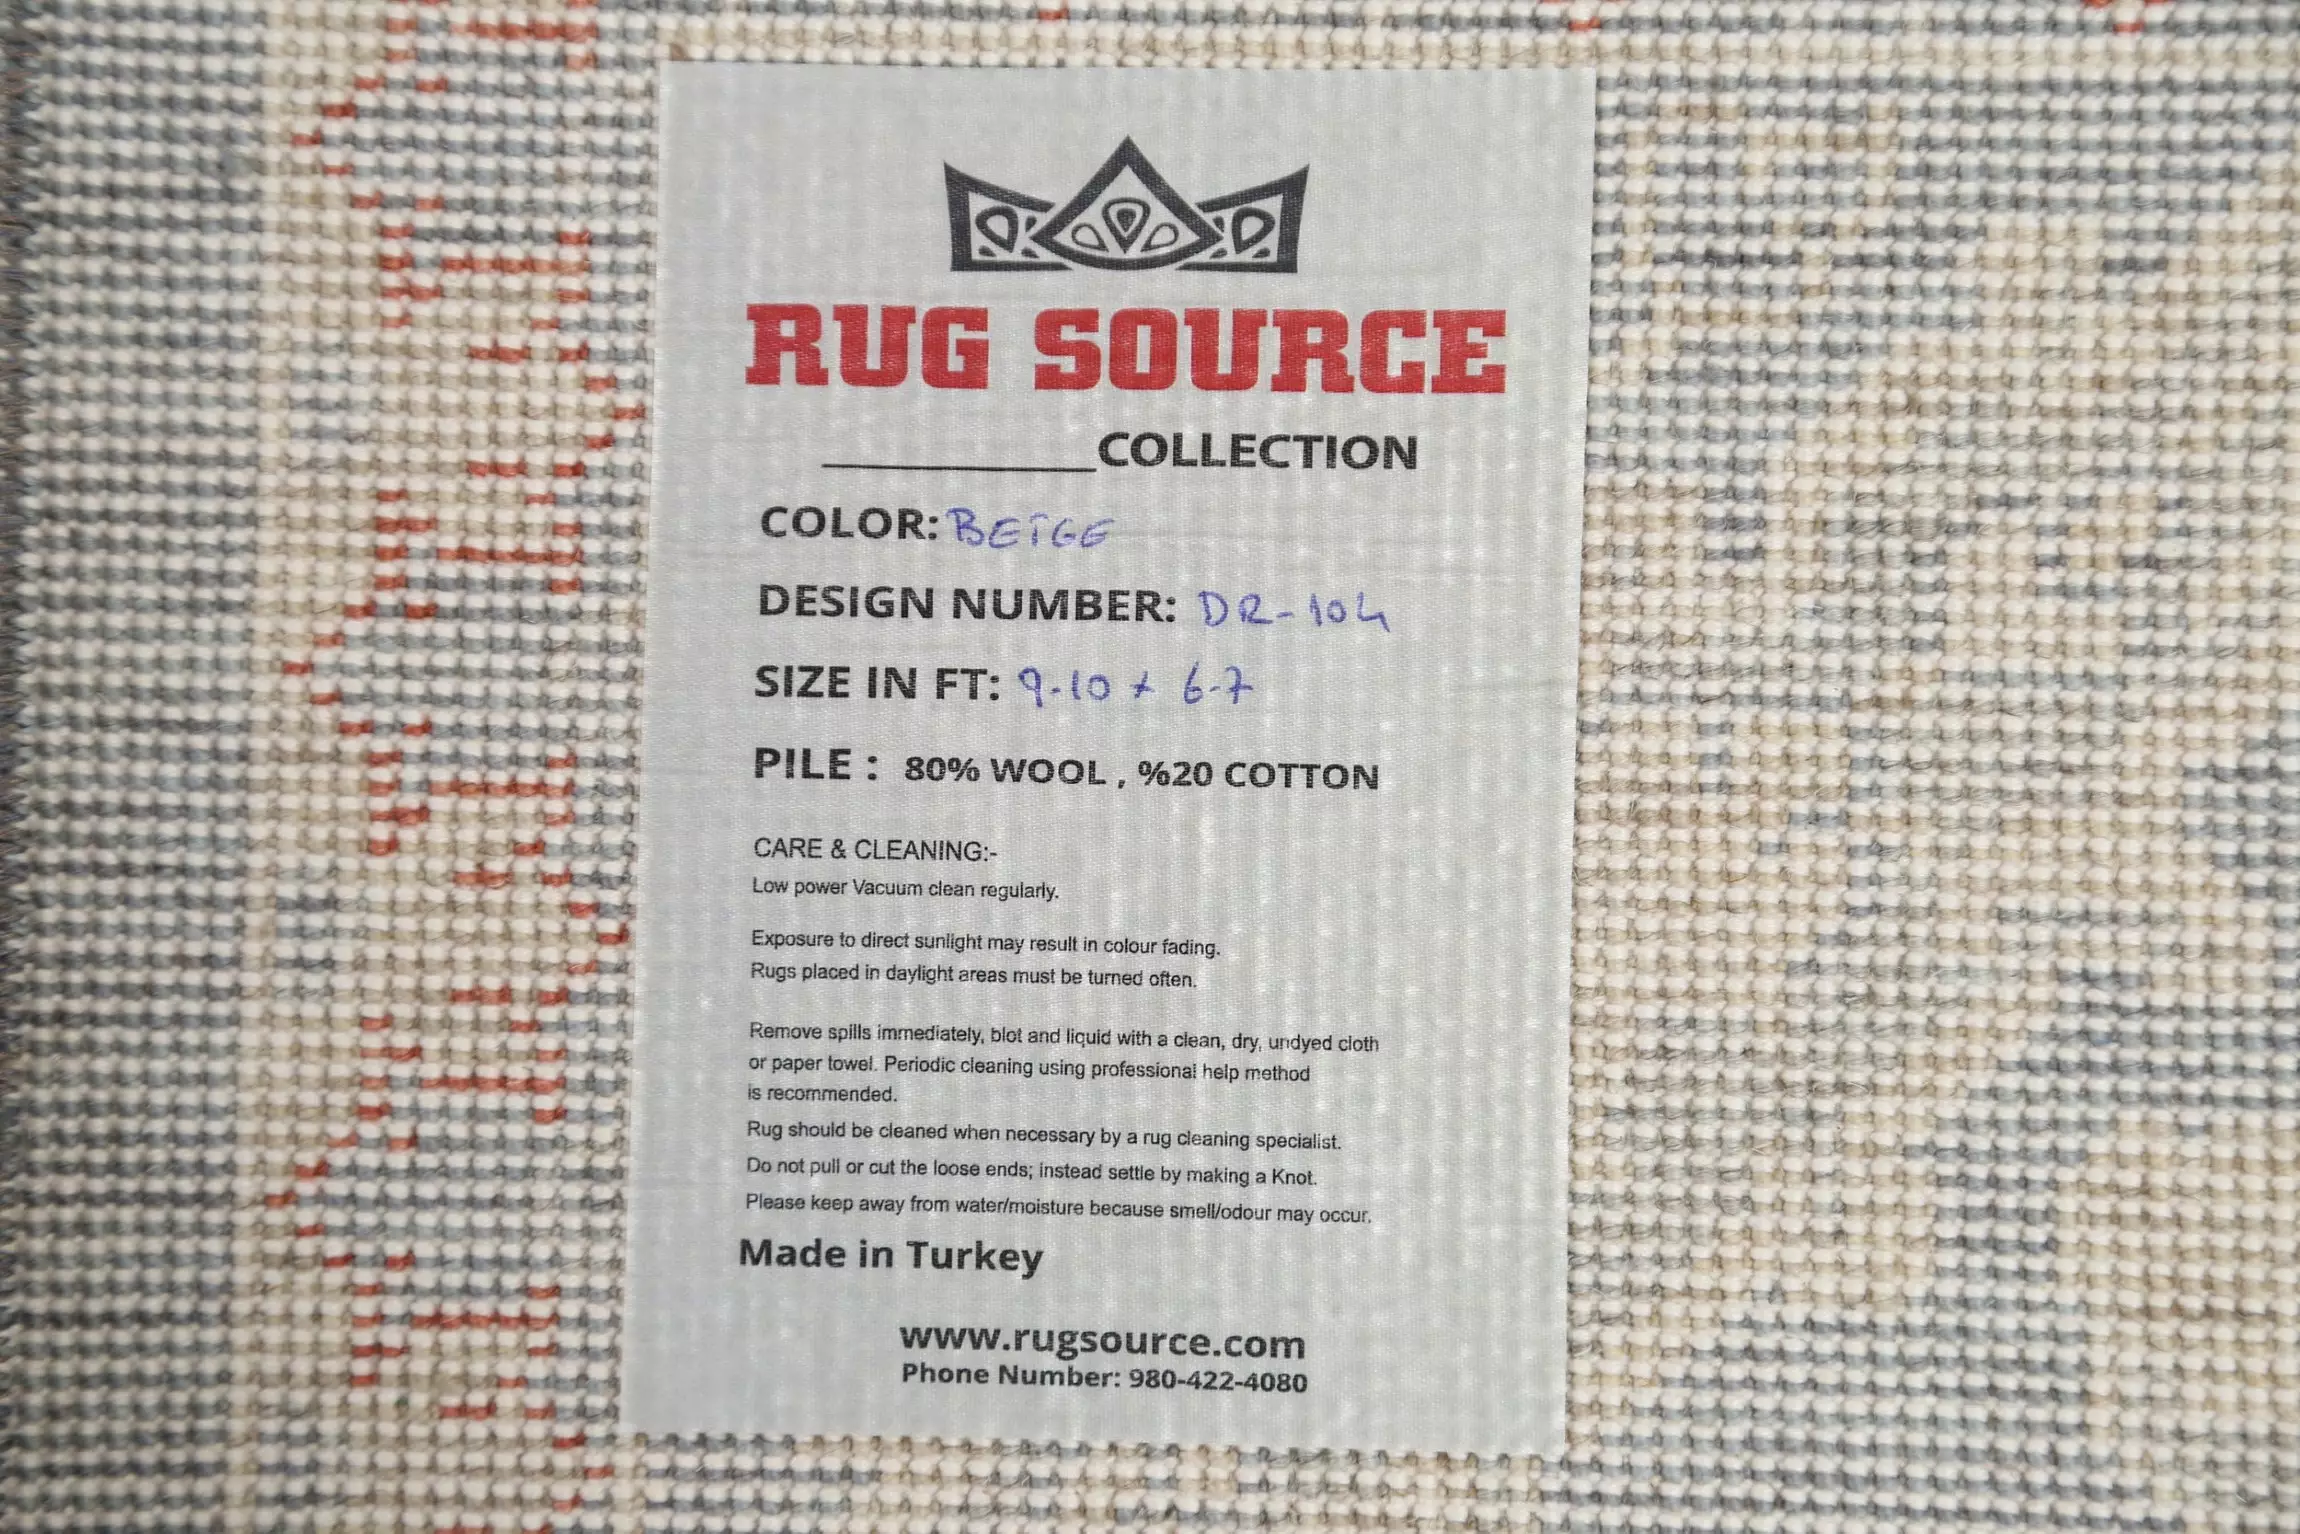 RUG SOURCE
__________COLLECTION
COLOR: BEIGE
DESIGN NUMBER: DR-104
SIZE IN FT: 9-10 x 6-7
PILE : 80% WOOL , %20 COTTON
CARE & CLEANING:-
Low power Vacuum clean regularly.
Exposure to direct sunlight may result in colour fading.
Rugs placed in daylight areas must be turned often.
Remove spills immediately, blot and liquid with a clean, dry, undyed cloth
or paper towel. Periodic cleaning using professional help method
is recommended.
Rug should be cleaned when necessary by a rug cleaning specialist.
Do not pull or cut the loose ends; instead settle by making a Knot.
Please keep away from water/moisture because smell/odour may occur.
Made in Turkey
www.rugsource.com
Phone Number: 980-422-4080